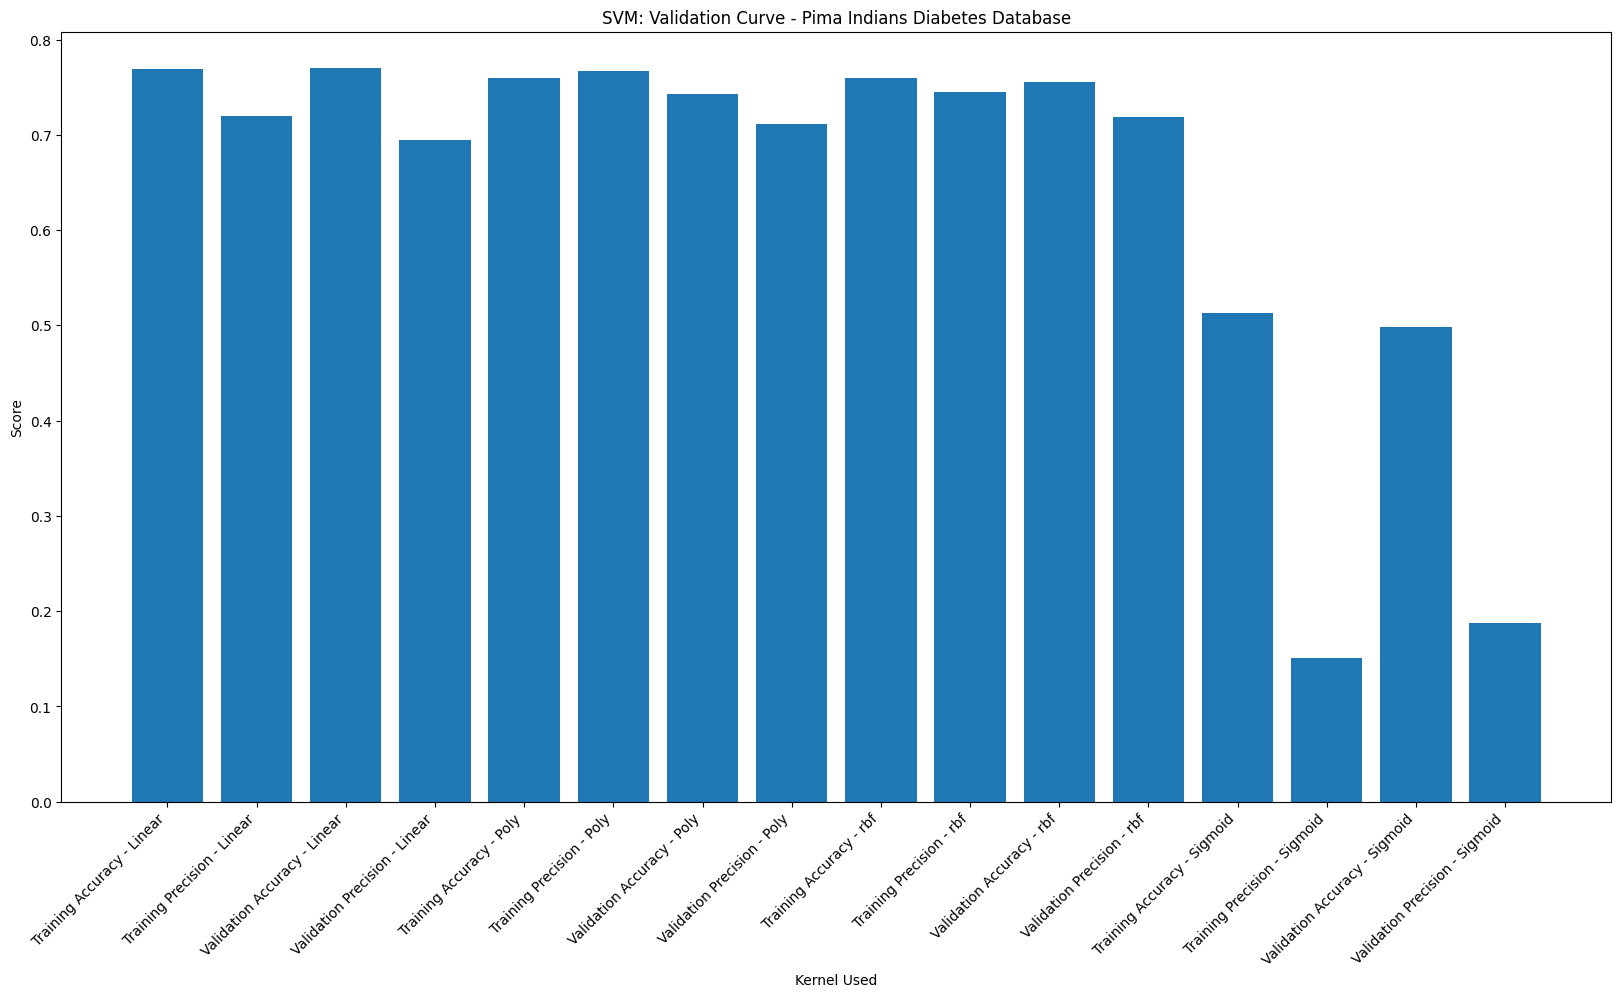 SVM: Validation Curve - Pima Indians Diabetes Database
0.8
0.7
0.6
0.5
0.4
0.3
0.2
0.1
0.0
Score
Training Accuracy - Linear
Training Precision - Linear
Validation Accuracy - Linear
Validation Precision - Linear
Training Accuracy - Poly
Training Precision - Poly
Validation Accuracy - Poly
Validation Precision - Poly
Training Accuracy - rbf
Training Precision - rbf
Validation Accuracy - rbf
Validation Precision - rbf
Training Accuracy - Sigmoid
Training Precision - Sigmoid
Validation Accuracy - Sigmoid
Validation Precision - Sigmoid
Kernel Used